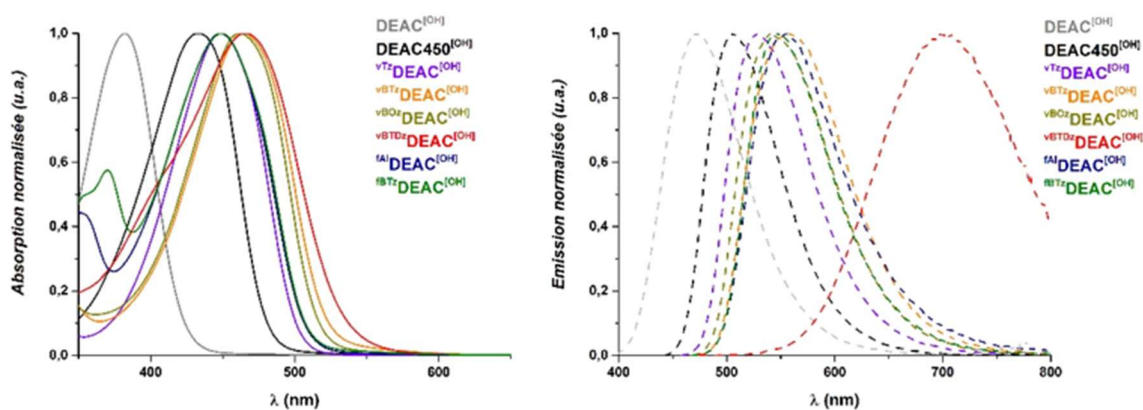 Absorption normalisée (u.a.)
1,0
0,8
0,6
0,4
0,2
0,0
400
500
600
λ (nm)
DEAC[OH]
DEAC450[OH]
vTzDEAC[OH]
vBTzDEAC[OH]
vBOzDEAC[OH]
vBTDzDEAC[OH]
fAlDEAC[OH]
fBTzDEAC[OH]
Emission normalisée (u.a.)
1,0
0,8
0,6
0,4
0,2
0,0
400
500
600
700
800
λ (nm)
DEAC[OH]
DEAC450[OH]
vTzDEAC[OH]
vBTzDEAC[OH]
vBOzDEAC[OH]
vBTDzDEAC[OH]
fAlDEAC[OH]
fBTzDEAC[OH]